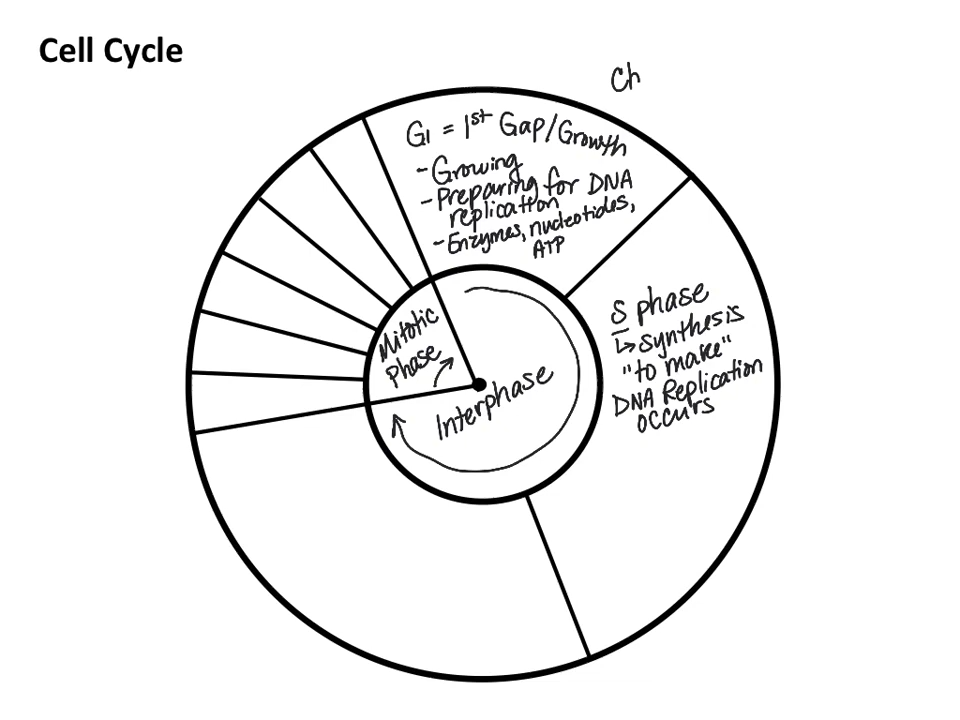 Cell Cycle
Ch
G1 = 1st Gap/Growth
- Growing
- Preparing for DNA
replication
- Enzymes, nucleotides,
ATP
S phase
↳ synthesis
"to make"
DNA Replication
occurs
Mitotic
phase
Interphase